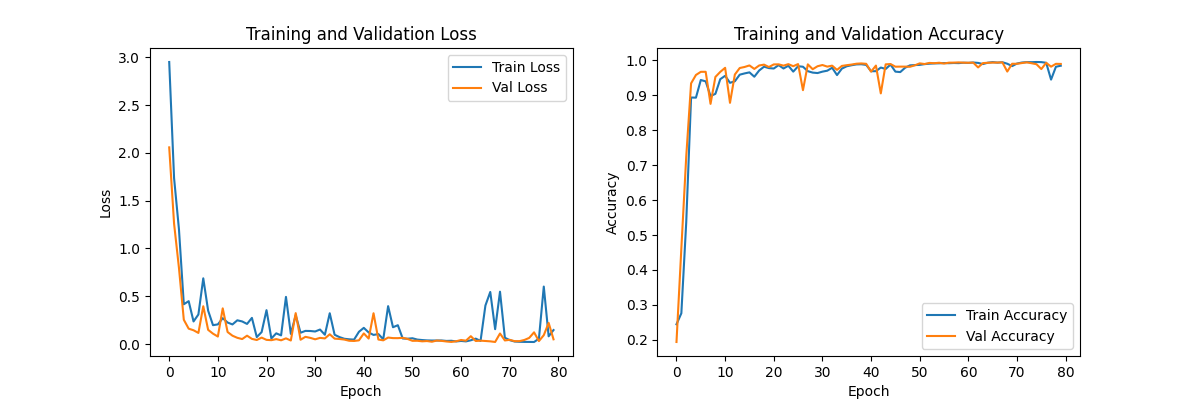 Training and Validation Loss
3.0
2.5
2.0
1.5
1.0
0.5
0.0
Loss
0 10 20 30 40 50 60 70 80
Epoch
Train Loss
Val Loss
Training and Validation Accuracy
1.0
0.9
0.8
0.7
0.6
0.5
0.4
0.3
0.2
Accuracy
0 10 20 30 40 50 60 70 80
Epoch
Train Accuracy
Val Accuracy